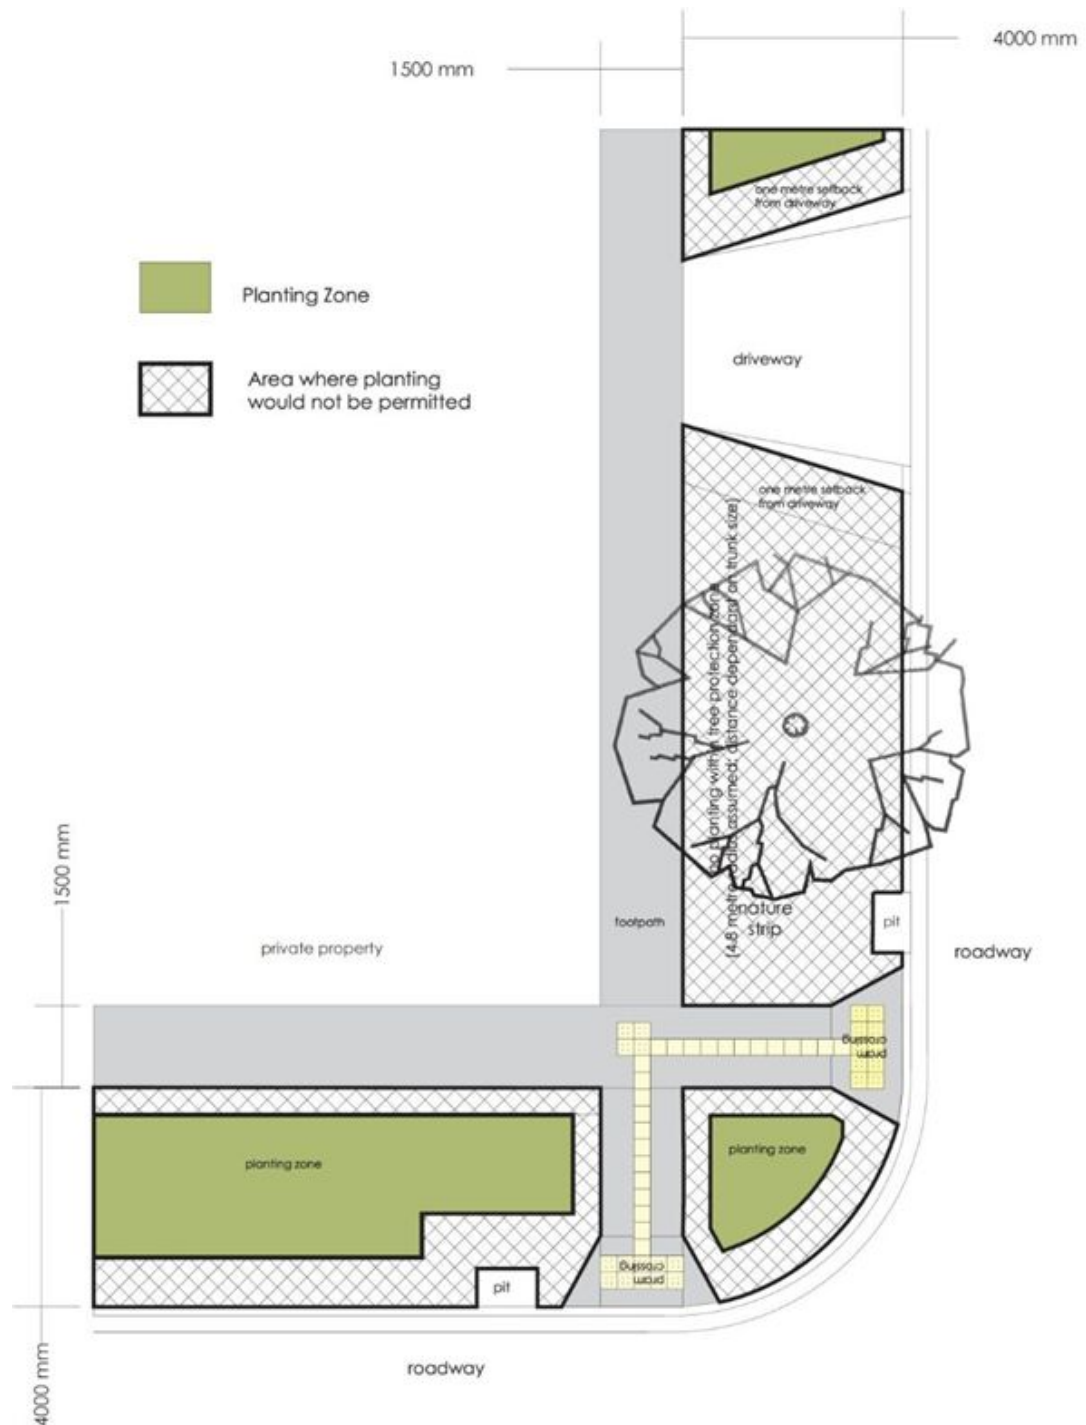 4000 mm
1500 mm
one metre setback
from driveway
Planting Zone
driveway
Area where planting
would not be permitted
one metre setback
from driveway
no planting within tree protection zone
(4.8 metre radius assumed; distance dependant on trunk size)
nature
strip
footpath
pit
private property
roadway
1500 mm
pram
crossing
planting zone
planting zone
pram
crossing
pit
roadway
4000 mm